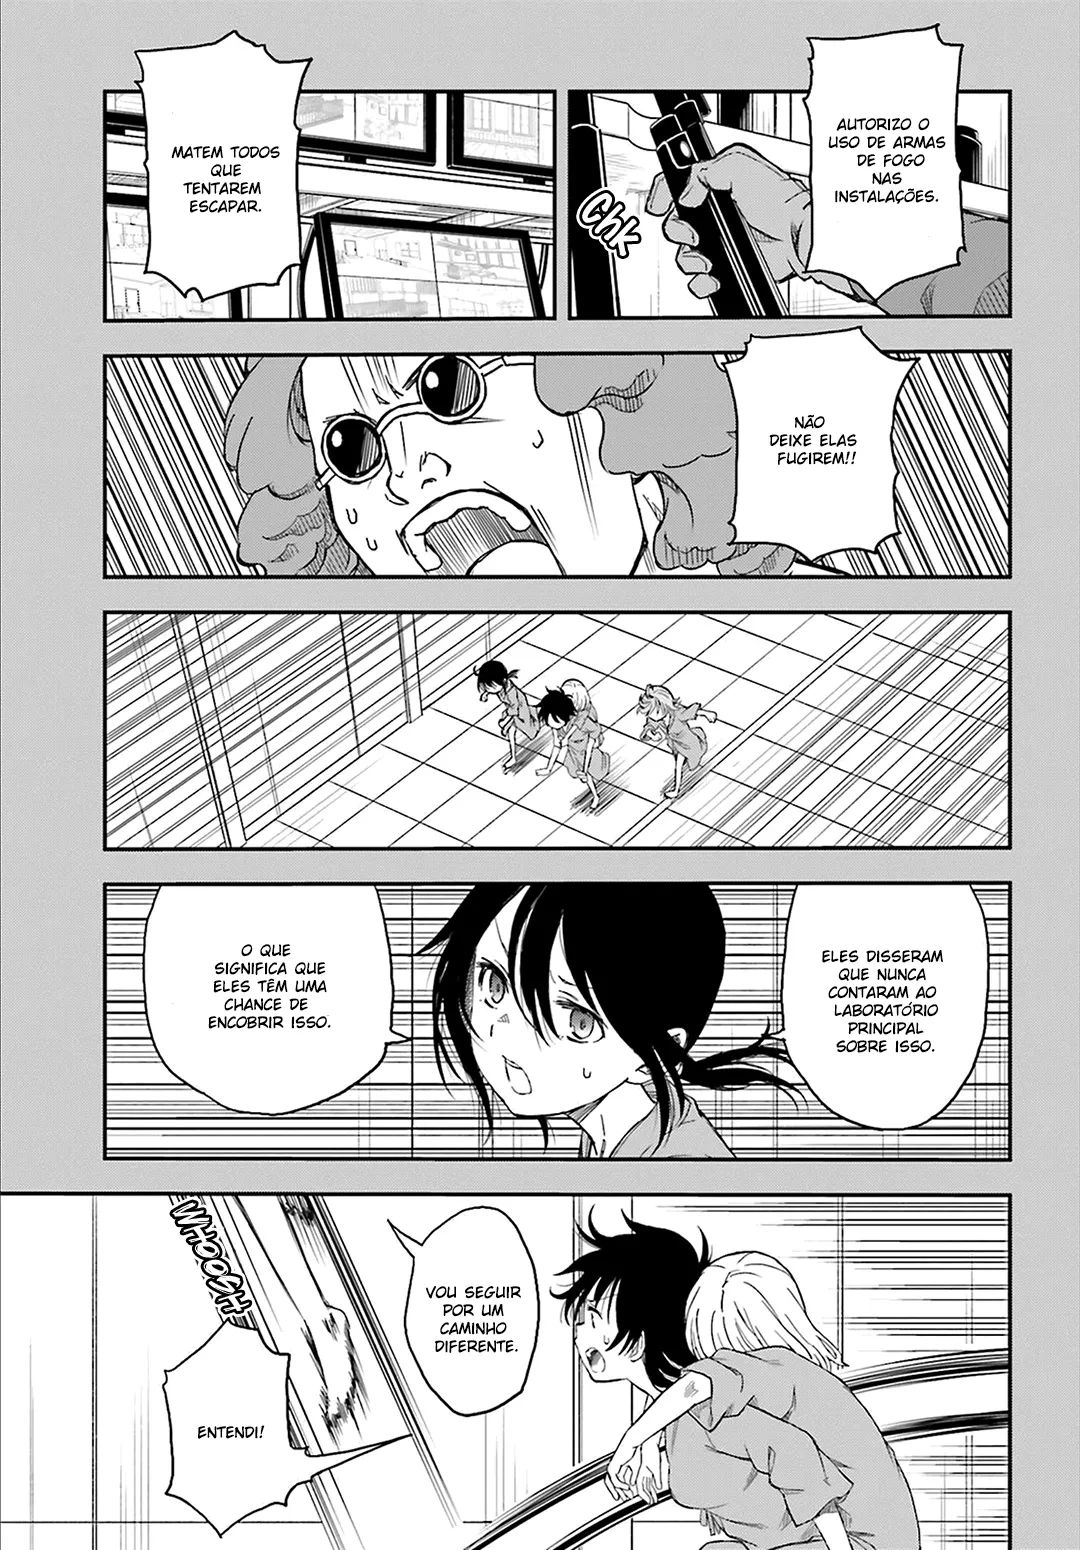 AUTORIZO O
USO DE ARMAS
DE FOGO
NAS
INSTALAÇÕES.
Chk
MATEM TODOS
QUE
TENTAREM
ESCAPAR.
NÃO
DEIXE ELAS
FUGIREM!!
ELES DISSERAM
QUE NUNCA
CONTARAM AO
LABORATÓRIO
PRINCIPAL
SOBRE ISSO.
O QUE
SIGNIFICA QUE
ELES TÊM UMA
CHANCE DE
ENCOBRIR ISSO.
VOU SEGUIR
POR UM
CAMINHO
DIFERENTE.
WHOOSH
ENTENDI!